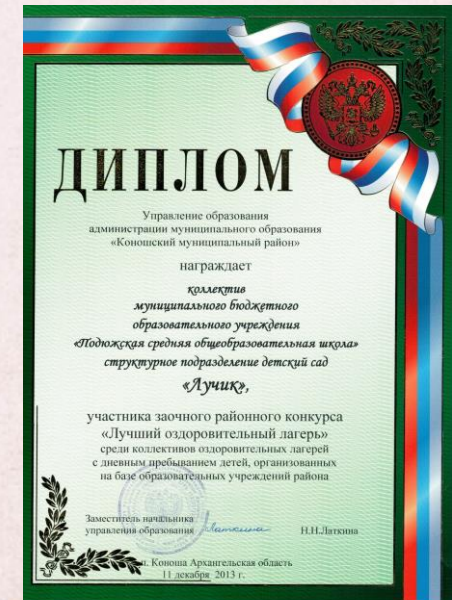 ДИПЛОМ
Управление образования
администрации муниципального образования
«Коношский муниципальный район»
награждает
коллектив
муниципального бюджетного
образовательного учреждения
«Подюжская средняя общеобразовательная школа»
структурное подразделение детский сад
«Лучик»,
участника заочного районного конкурса
«Лучший оздоровительный лагерь»
среди коллективов оздоровительных лагерей
с дневным пребыванием детей, организованных
на базе образовательных учреждений района
Заместитель начальника
управления образования Н.Н.Латкина
п. Коноша Архангельская область
11 декабря 2013 г.